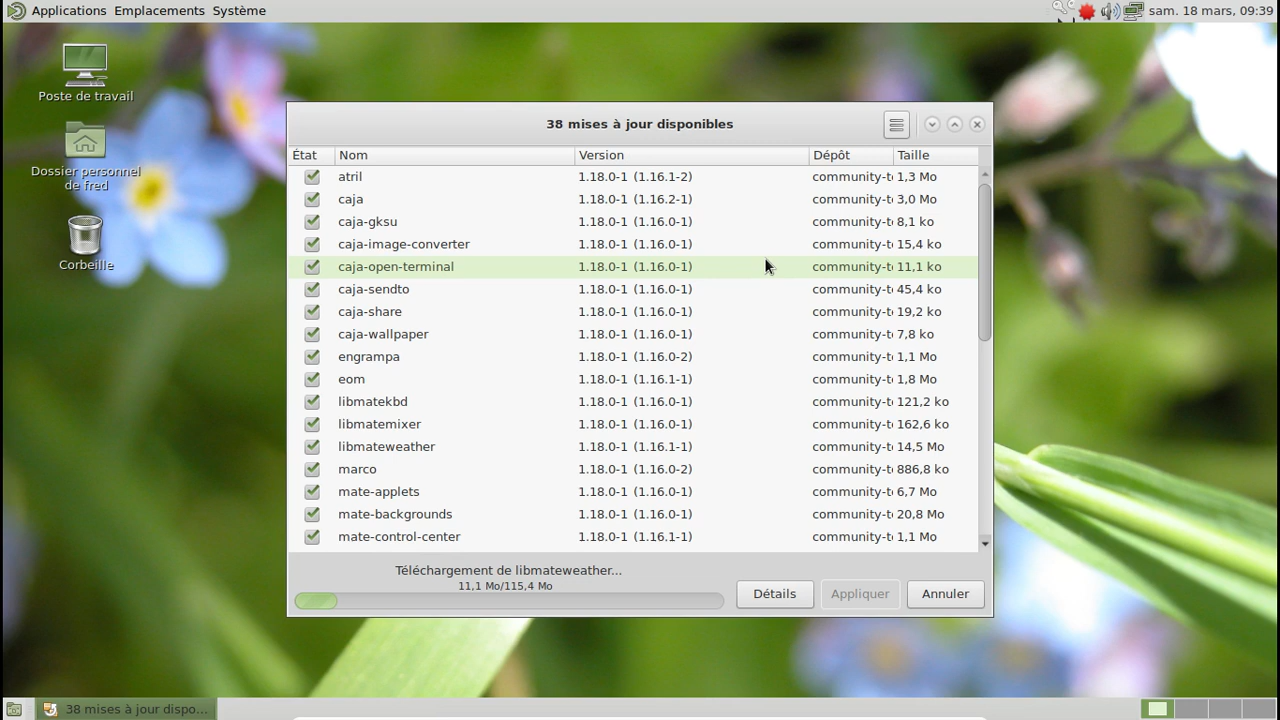 Applications Emplacements Système
sam. 18 mars, 09:39
Poste de travail
Dossier personnel
de fred
Corbeille
38 mises à jour disponibles
État Nom Version Dépôt Taille
atril 1.18.0-1 (1.16.1-2) community-t 1,3 Mo
caja 1.18.0-1 (1.16.2-1) community-t 3,0 Mo
caja-gksu 1.18.0-1 (1.16.0-1) community-t 8,1 ko
caja-image-converter 1.18.0-1 (1.16.0-1) community-t 15,4 ko
caja-open-terminal 1.18.0-1 (1.16.0-1) community-t 11,1 ko
caja-sendto 1.18.0-1 (1.16.0-1) community-t 45,4 ko
caja-share 1.18.0-1 (1.16.0-1) community-t 19,2 ko
caja-wallpaper 1.18.0-1 (1.16.0-1) community-t 7,8 ko
engrampa 1.18.0-1 (1.16.0-2) community-t 1,1 Mo
eom 1.18.0-1 (1.16.1-1) community-t 1,8 Mo
libmatekbd 1.18.0-1 (1.16.0-1) community-t 121,2 ko
libmatemixer 1.18.0-1 (1.16.0-1) community-t 162,6 ko
libmateweather 1.18.0-1 (1.16.1-1) community-t 14,5 Mo
marco 1.18.0-1 (1.16.0-2) community-t 886,8 ko
mate-applets 1.18.0-1 (1.16.0-1) community-t 6,7 Mo
mate-backgrounds 1.18.0-1 (1.16.0-1) community-t 20,8 Mo
mate-control-center 1.18.0-1 (1.16.1-1) community-t 1,1 Mo
Téléchargement de libmateweather...
11,1 Mo/115,4 Mo
Détails Appliquer Annuler
38 mises à jour dispo...